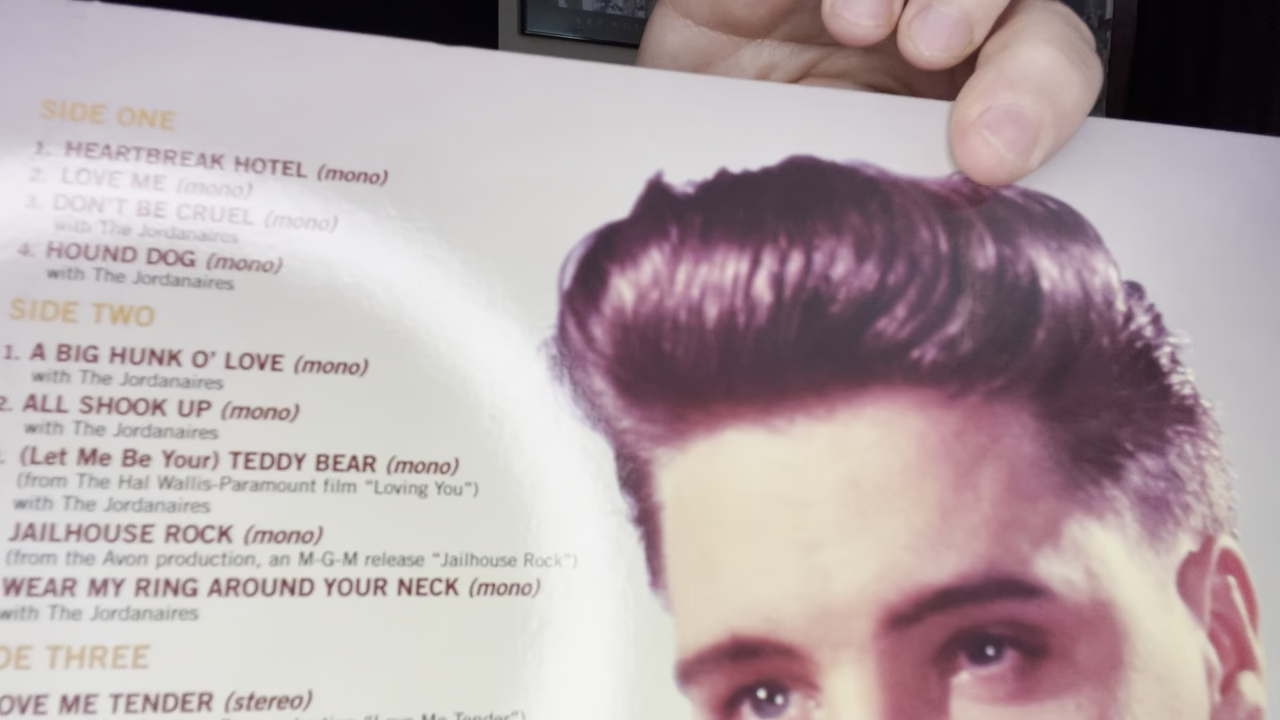 SIDE ONE
1. HEARTBREAK HOTEL (mono)
2. LOVE ME (mono)
3. DON'T BE CRUEL (mono)
with The Jordanaires
4. HOUND DOG (mono)
with The Jordanaires
SIDE TWO
1. A BIG HUNK O' LOVE (mono)
with The Jordanaires
2. ALL SHOOK UP (mono)
with The Jordanaires
(Let Me Be Your) TEDDY BEAR (mono)
(from The Hal Wallis-Paramount film "Loving You")
with The Jordanaires
JAILHOUSE ROCK (mono)
(from the Avon production, an M-G-M release "Jailhouse Rock")
WEAR MY RING AROUND YOUR NECK (mono)
with The Jordanaires
DE THREE
OVE ME TENDER (stereo)
"Love Me Tender")